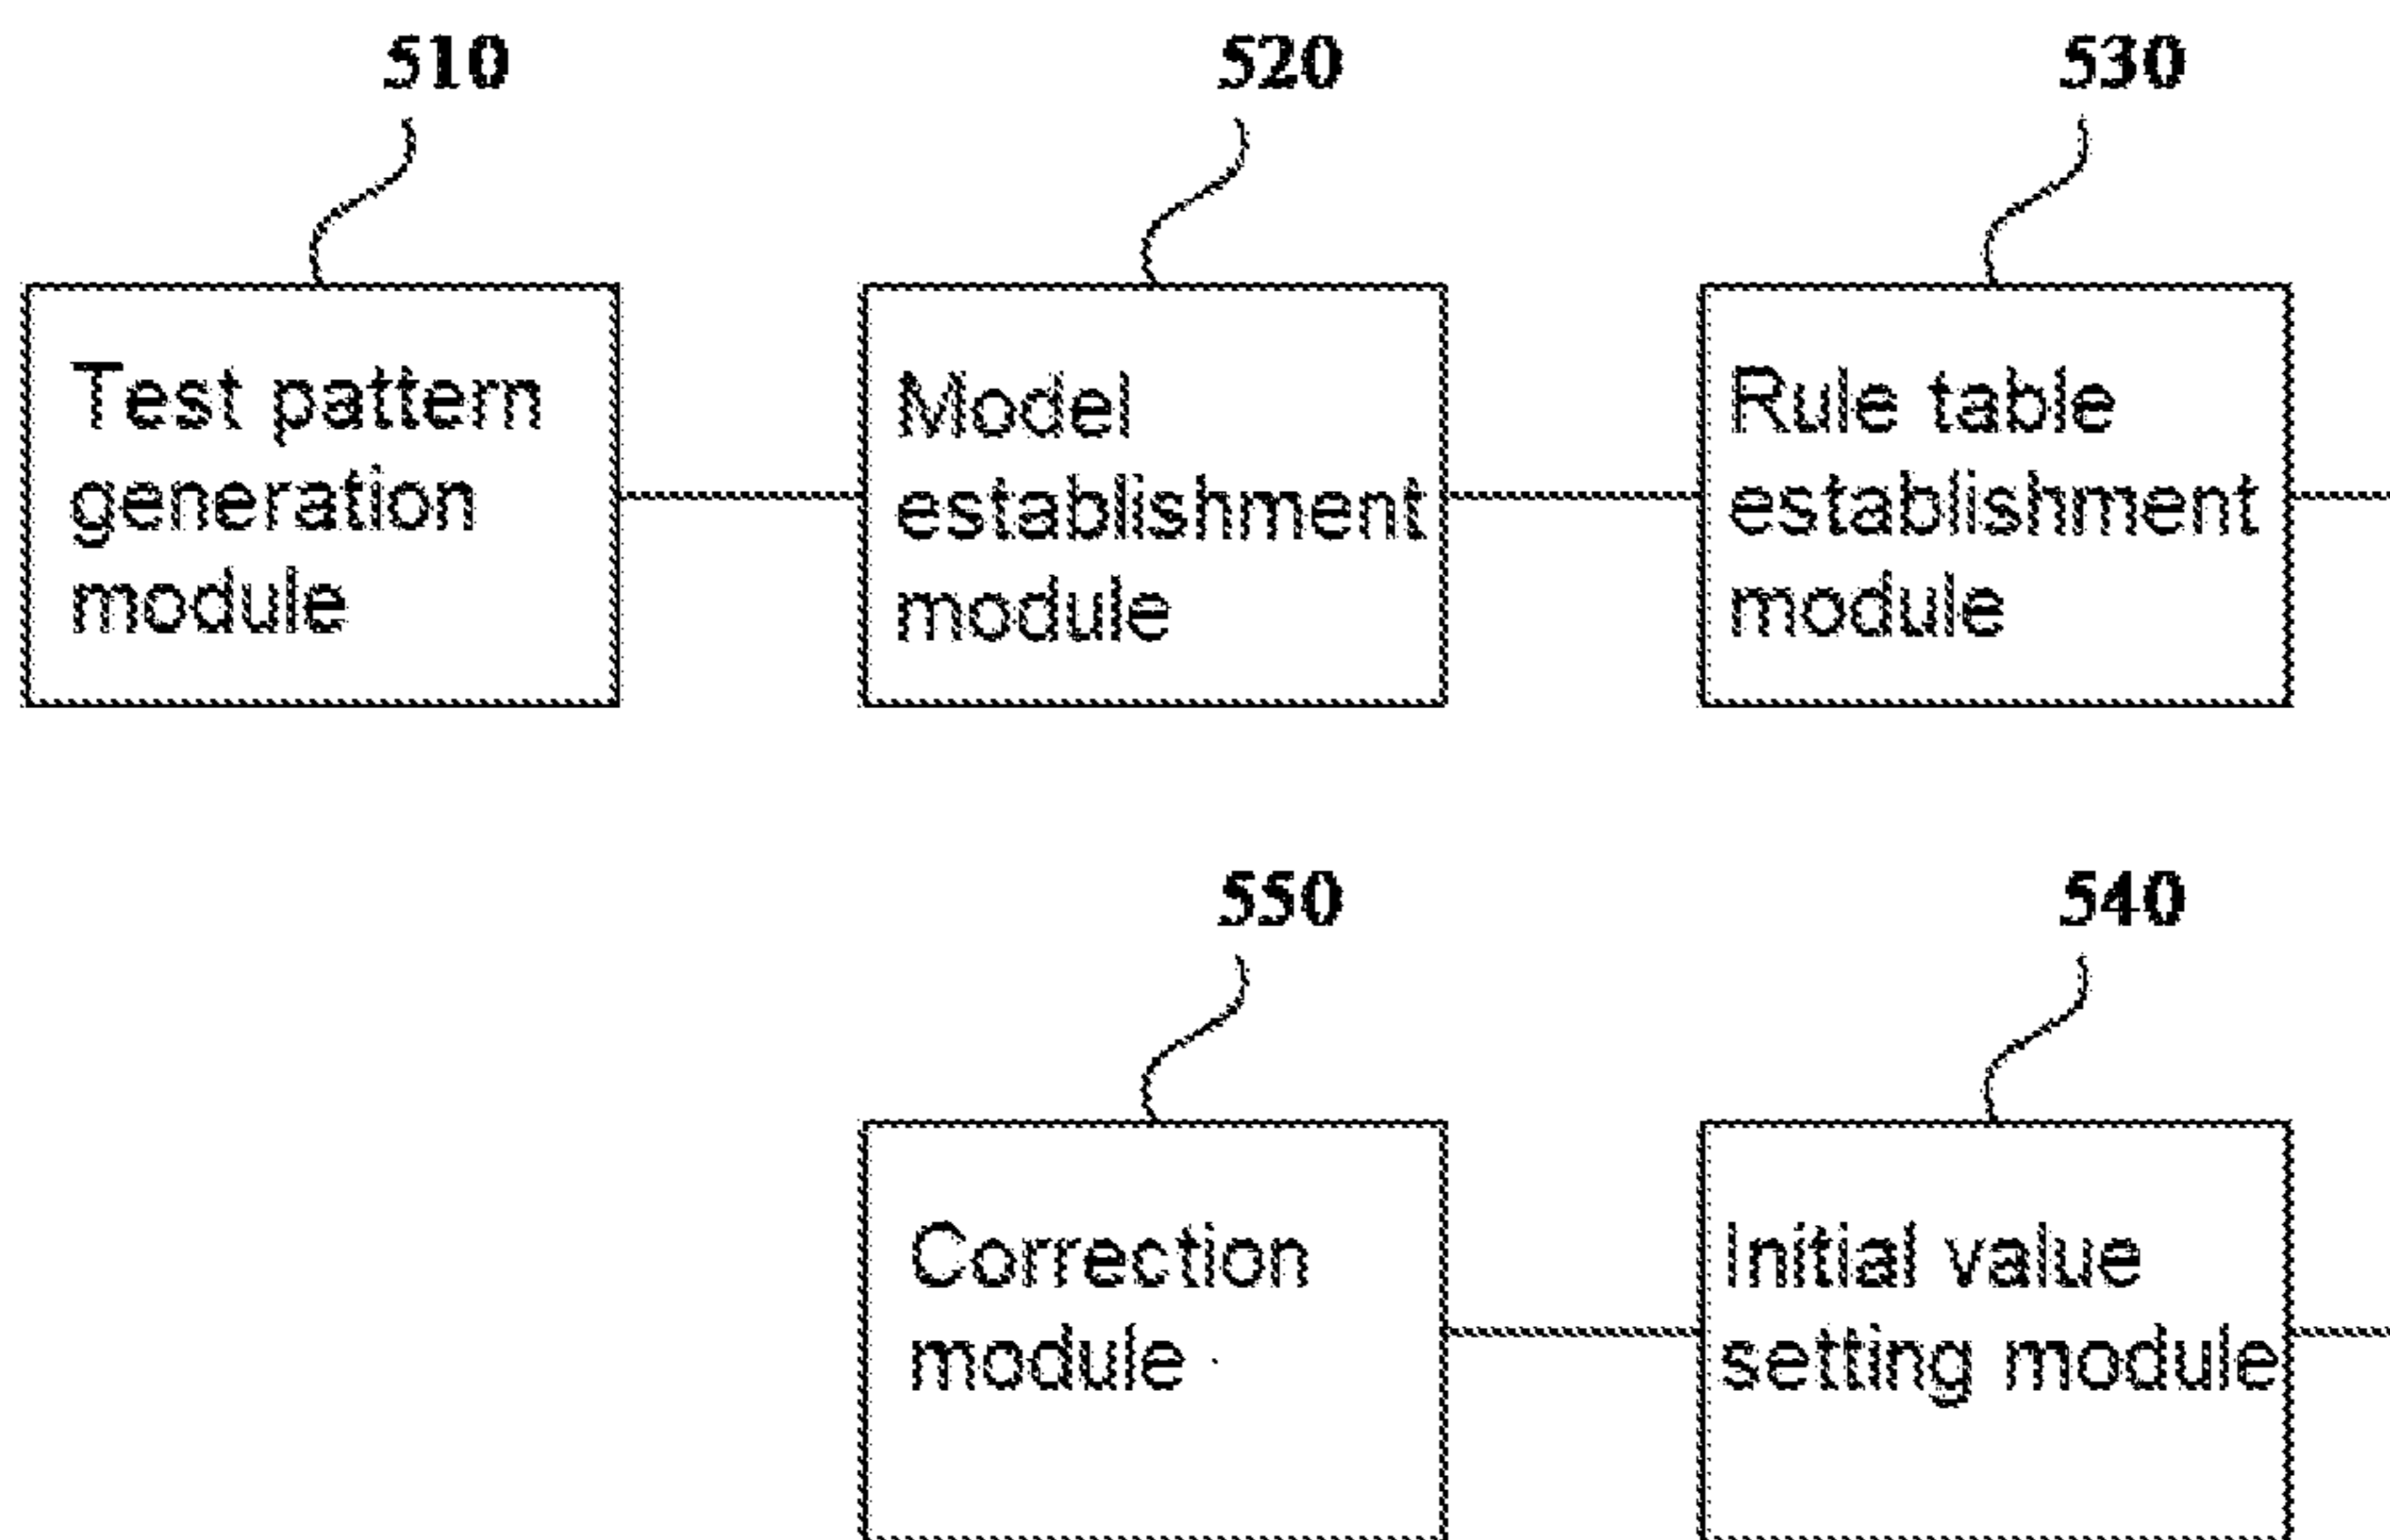 510
520
530
Test pattern
generation
module
Model
establishment
module
Rule table
establishment
module
550
540
Correction
module
Initial value
setting module